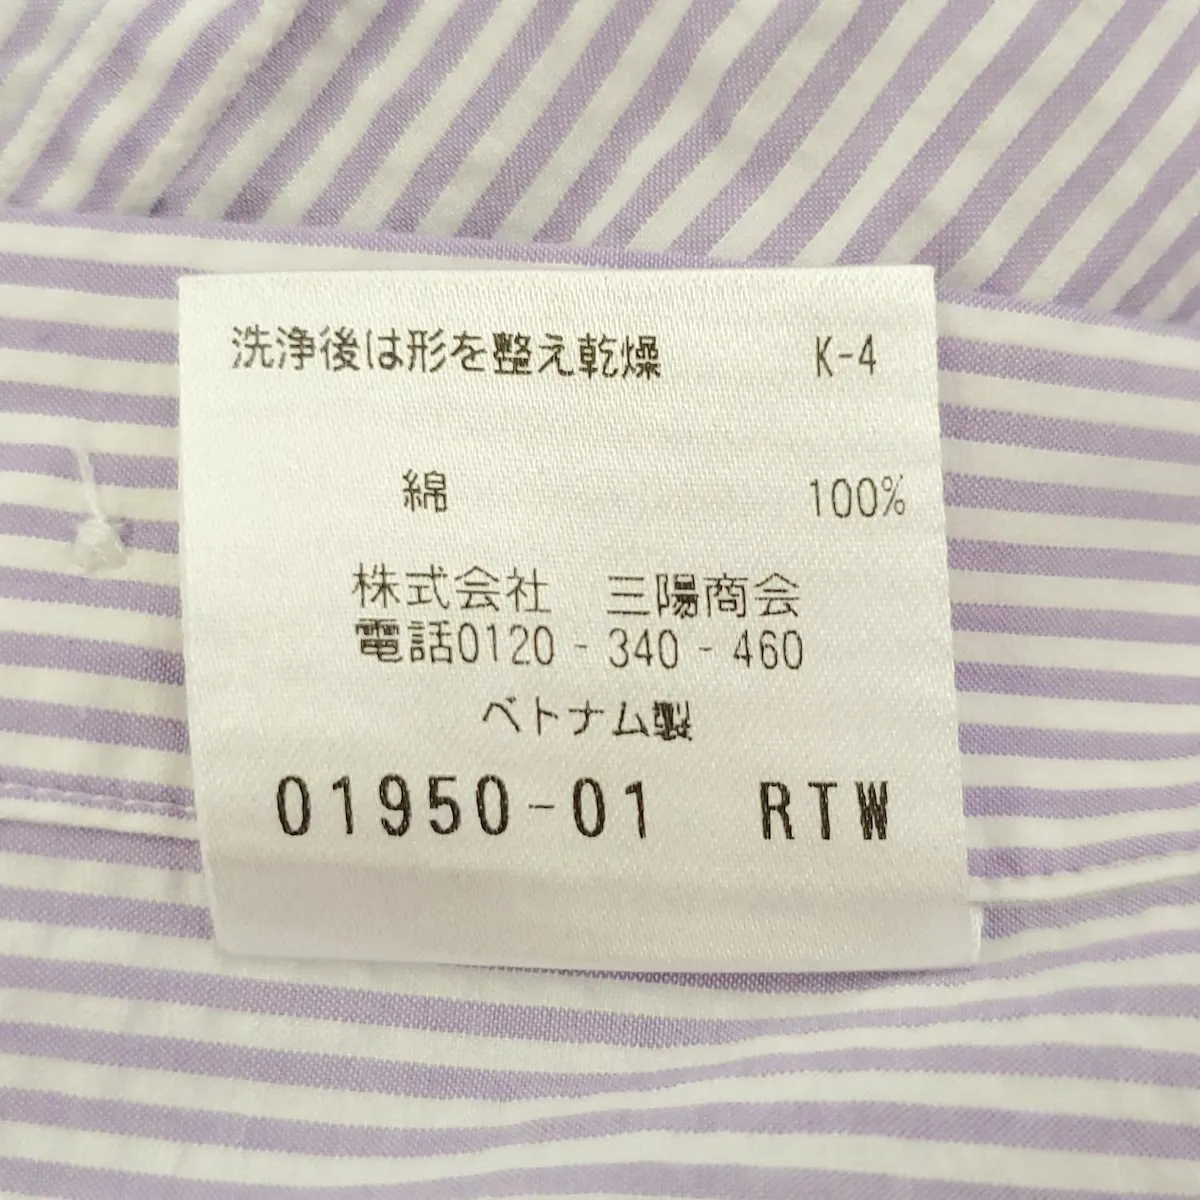 洗浄後は形を整え乾燥 K-4
綿 100%
株式会社 三陽商会
電話0120-340-460
ベトナム製
01950-01 RTW